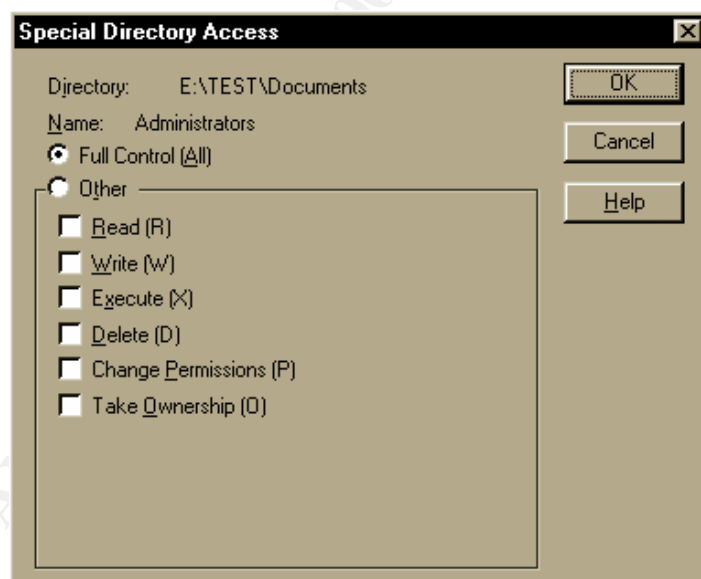 Special Directory Access
Directory: E:\TEST\Documents
OK
Name: Administrators
Cancel
Full Control (All)
Other
Help
Read (R)
Write (W)
Execute (X)
Delete (D)
Change Permissions (P)
Take Ownership (O)